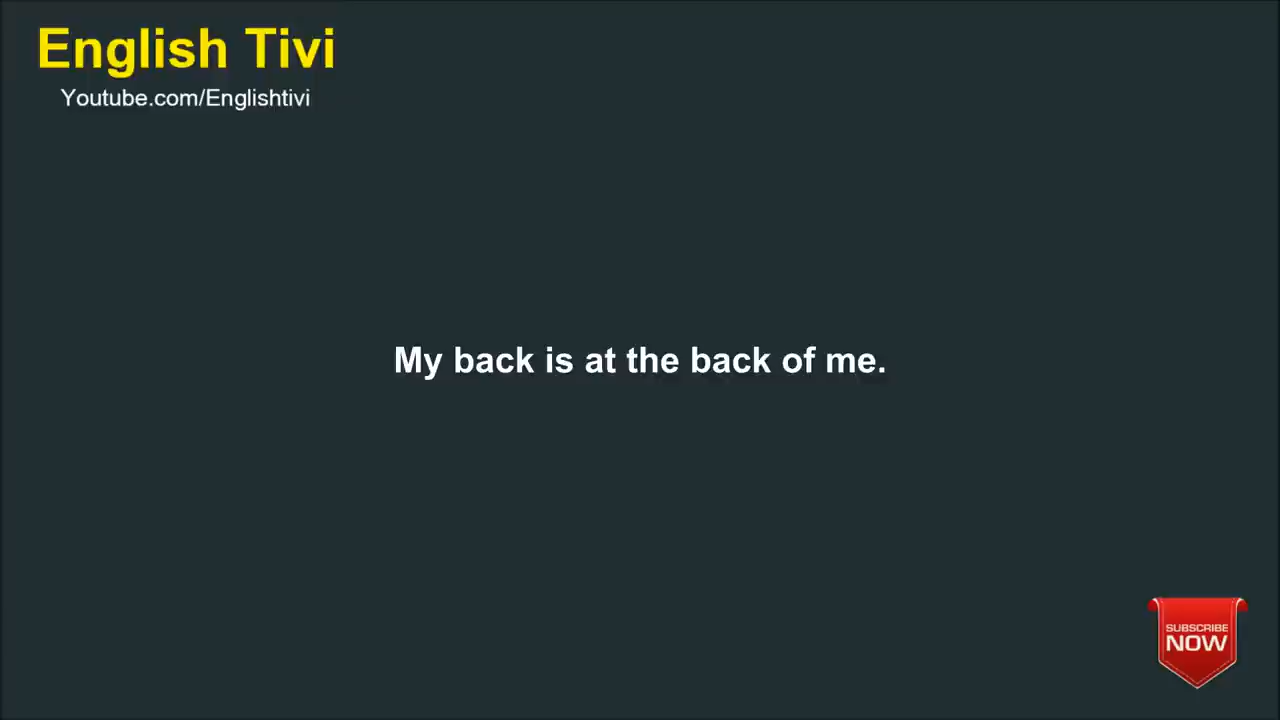 English Tivi
Youtube.com/Englishtivi
My back is at the back of me.
SUBSCRIBE
NOW